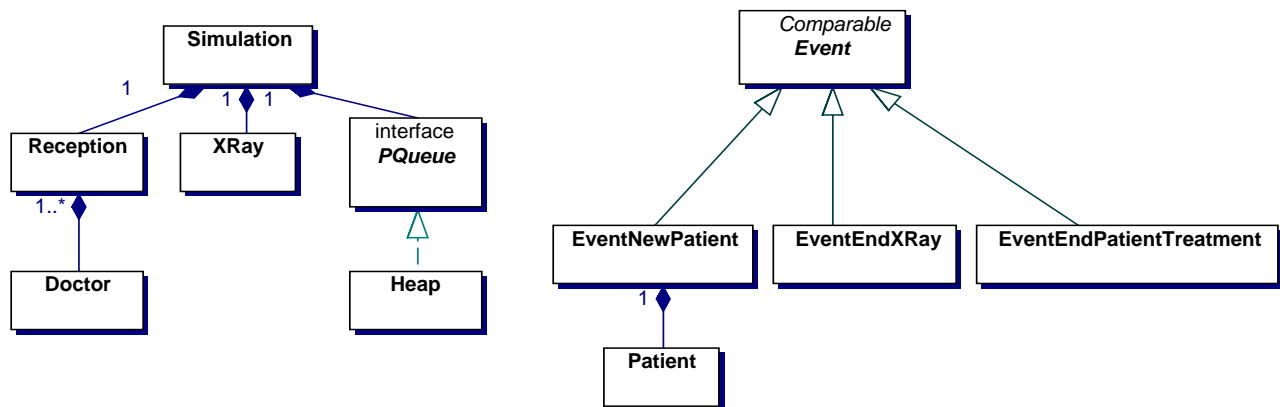 Simulation
1
1
1
Reception
XRay
interface
PQueue
1..*
Doctor
Heap
Comparable
Event
EventNewPatient
EventEndXRay
EventEndPatientTreatment
1
Patient